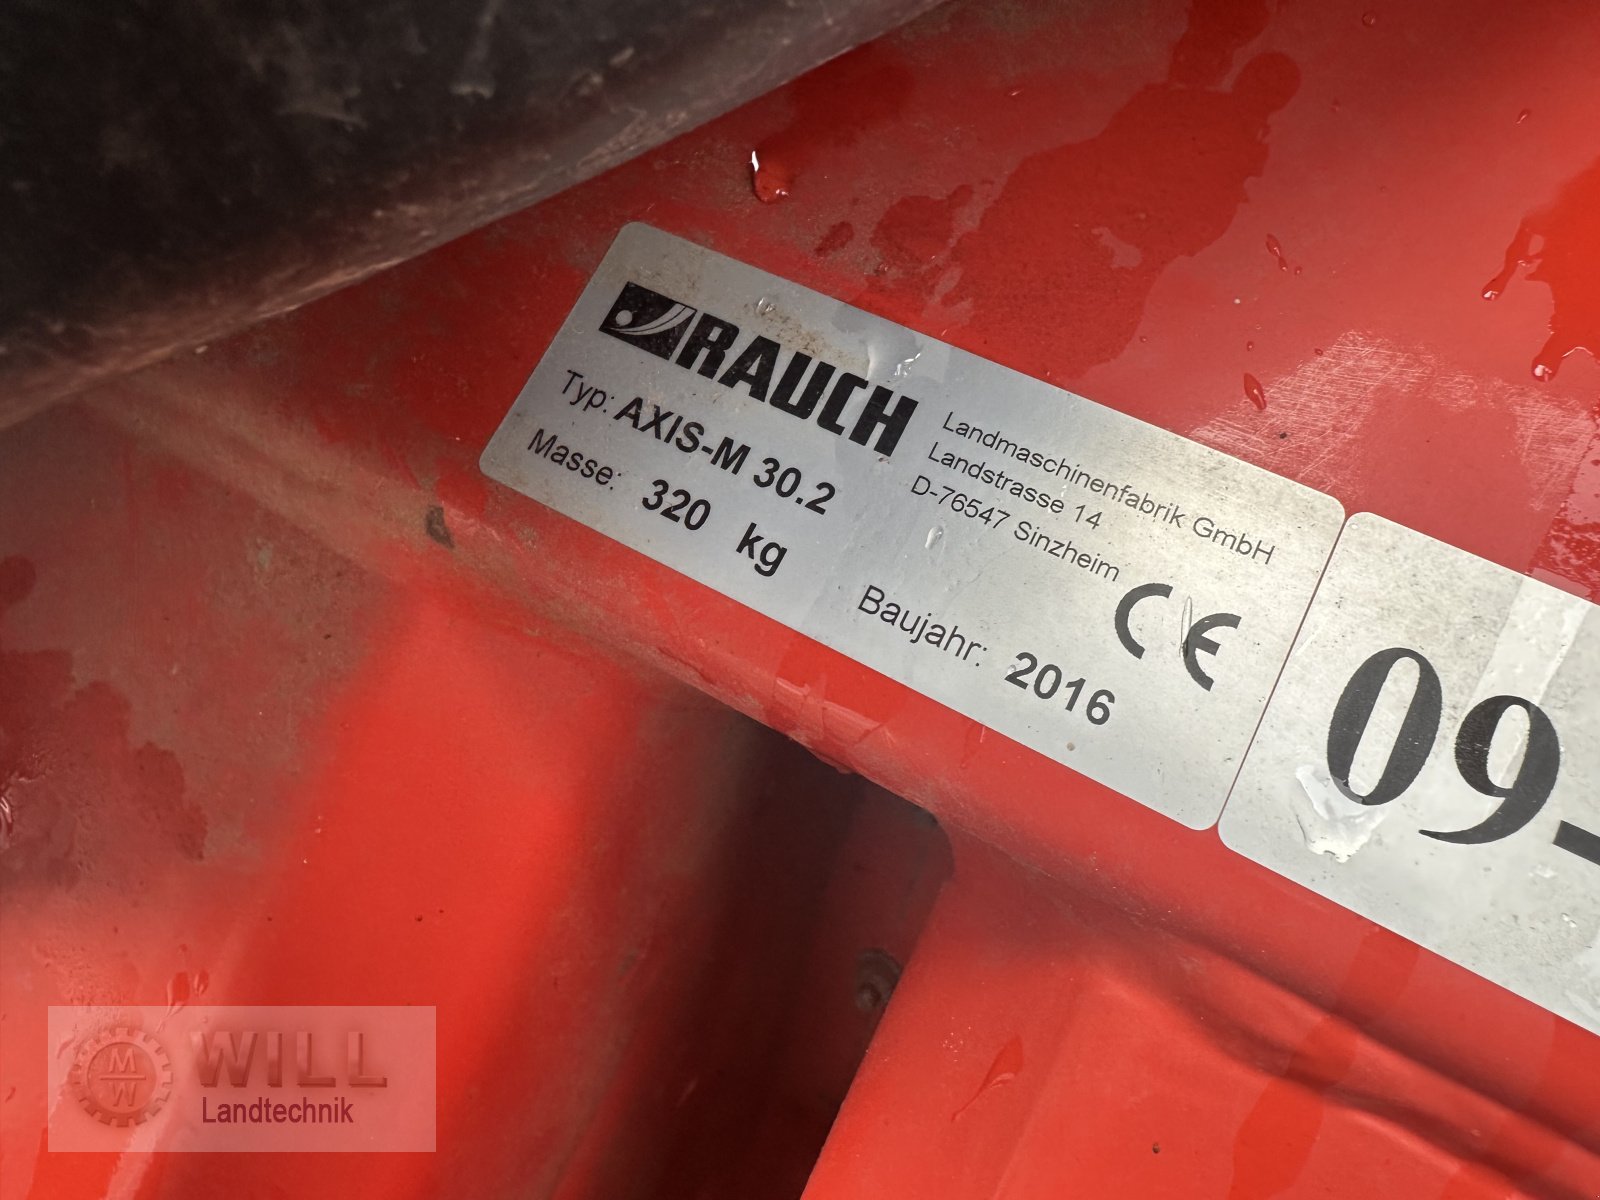 RAUCH
Landmaschinenfabrik GmbH
Landstrasse 14
D-76547 Sinzheim
Typ: AXIS-M 30.2
Masse: 320 kg
Baujahr: 2016
CE
09-
MW
WILL
Landtechnik